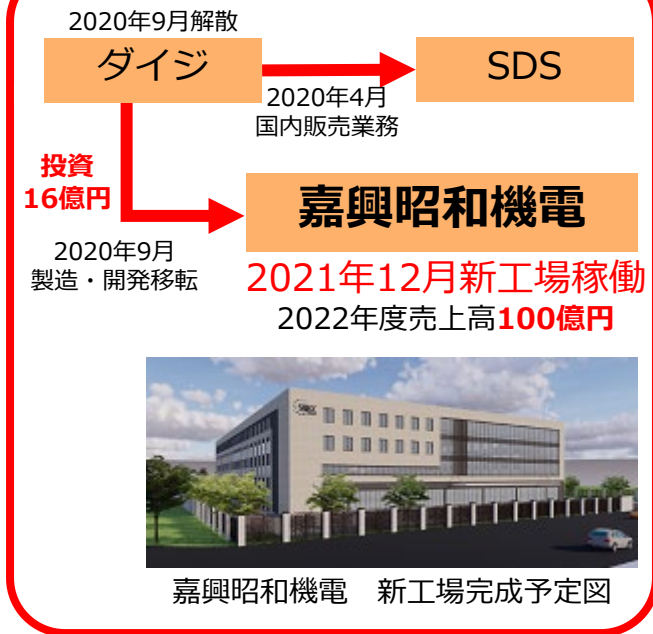 2020年9月解散
ダイジ
SDS
2020年4月
国内販売業務
投資
16億円
嘉興昭和機電
2020年9月
製造・開発移転
2021年12月新工場稼働
2022年度売上高100億円
嘉興昭和機電　新工場完成予定図